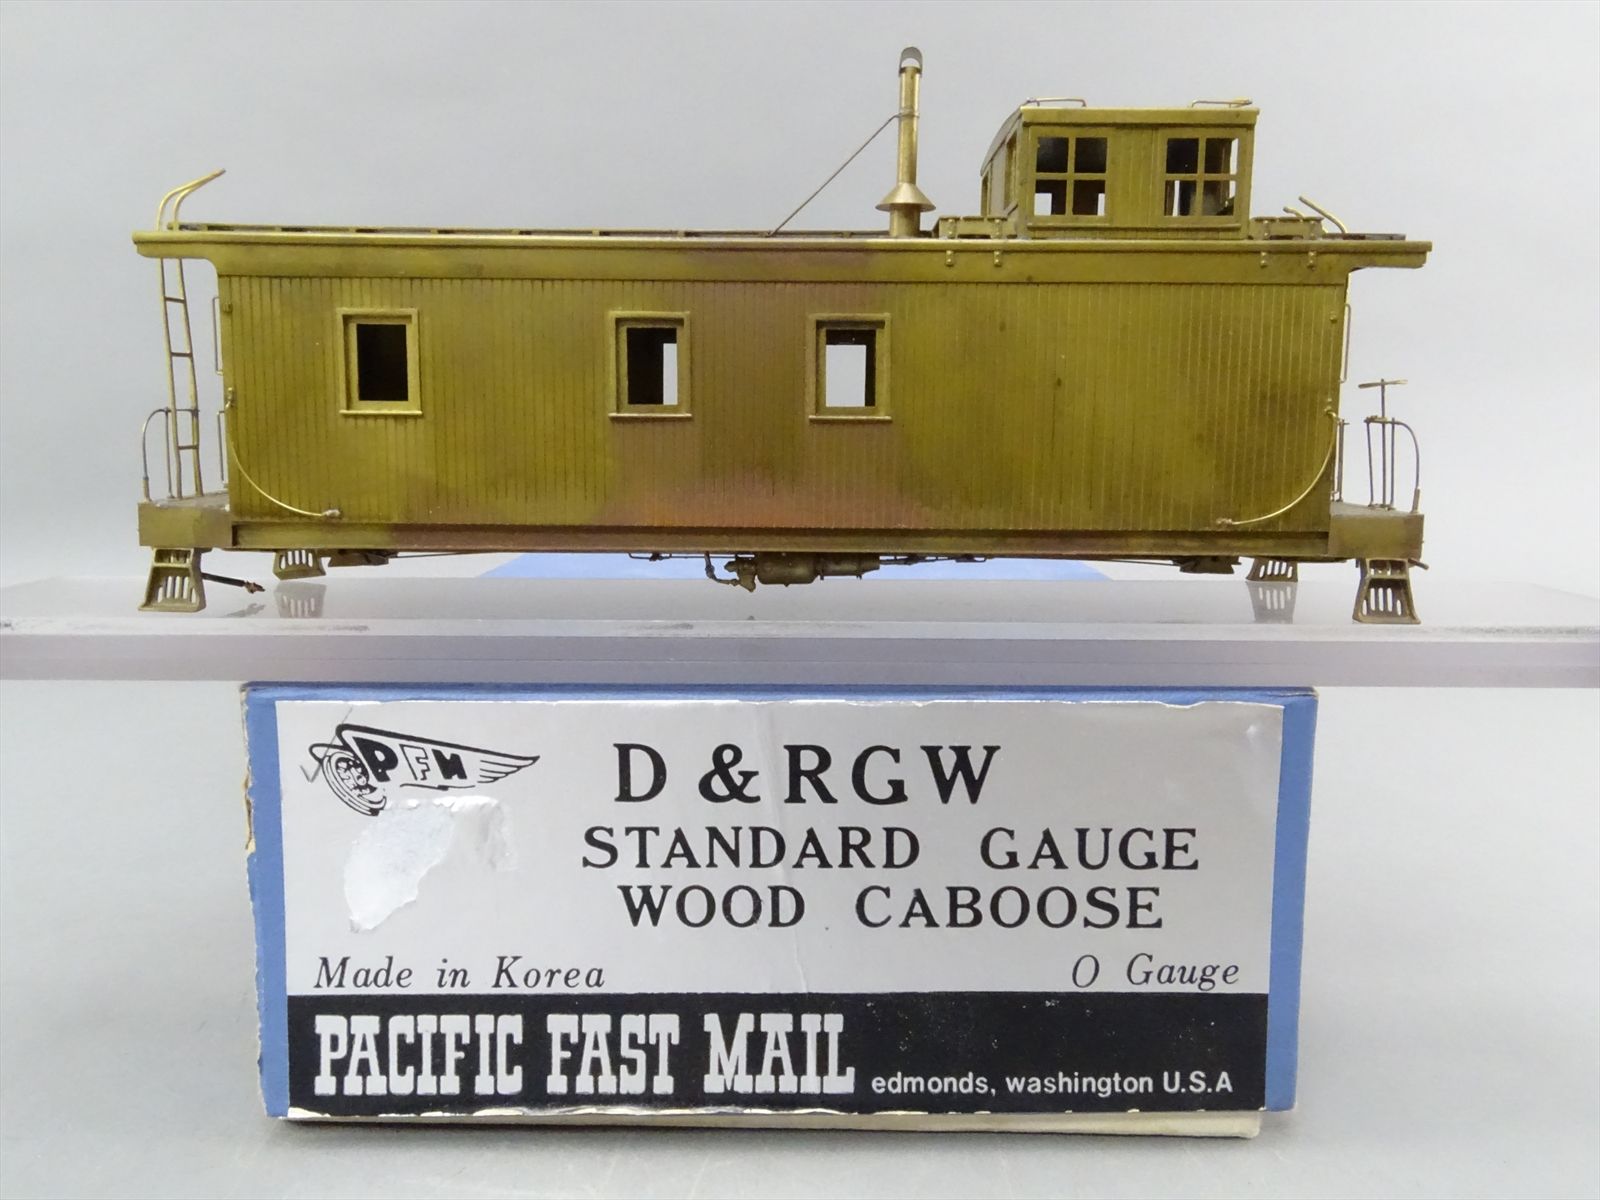 PFM
D & RGW
STANDARD GAUGE
WOOD CABOOSE
Made in Korea O Gauge
PACIFIC FAST MAIL edmonds, washington U.S.A